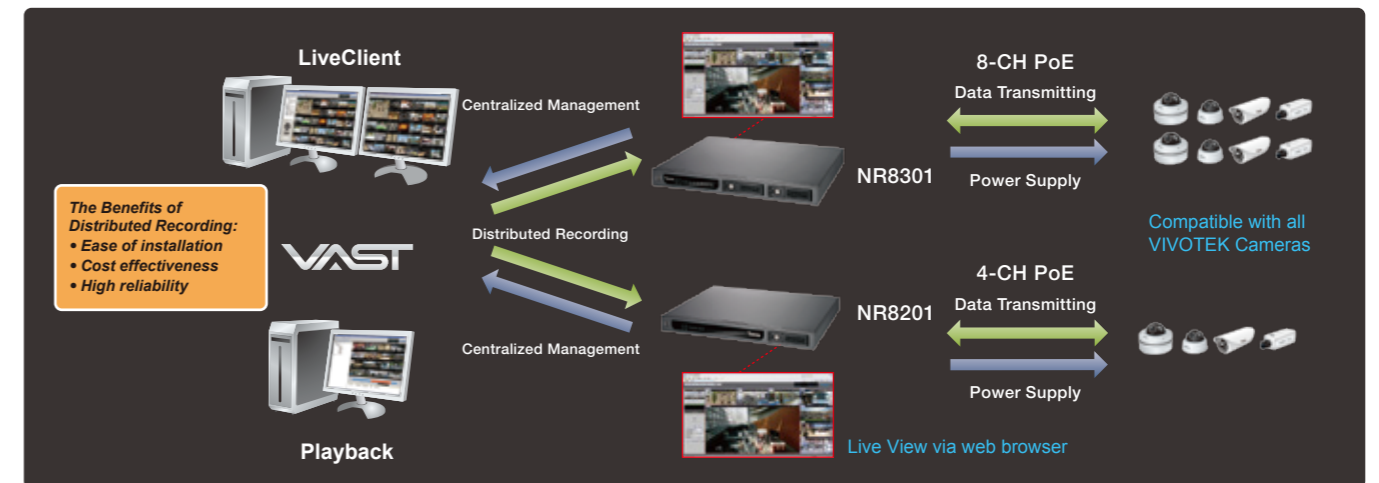 LiveClient
The Benefits of
Distributed Recording:
• Ease of installation
• Cost effectiveness
• High reliability
VAST
Playback
Centralized Management
Distributed Recording
Centralized Management
NR8301
NR8201
Live View via web browser
8-CH PoE
Data Transmitting
Power Supply
4-CH PoE
Data Transmitting
Power Supply
Compatible with all
VIVOTEK Cameras